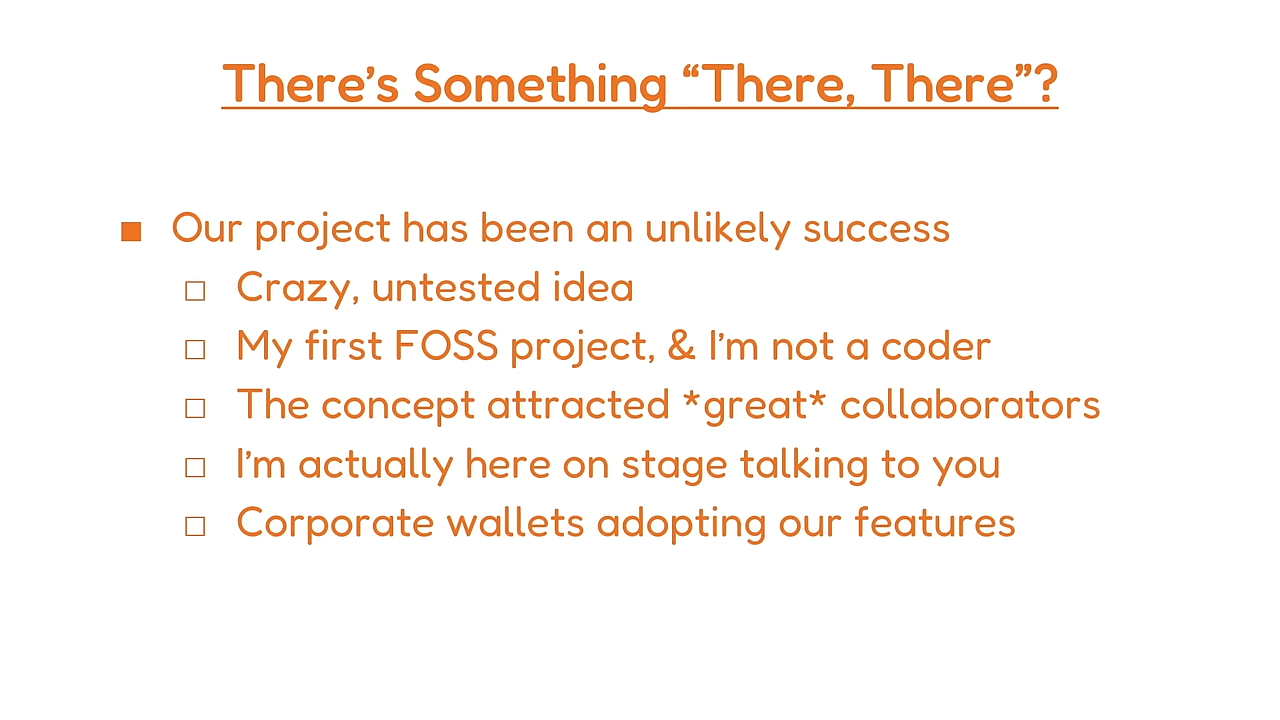 There’s Something “There, There”?
■ Our project has been an unlikely success
□ Crazy, untested idea
□ My first FOSS project, & I’m not a coder
□ The concept attracted *great* collaborators
□ I’m actually here on stage talking to you
□ Corporate wallets adopting our features